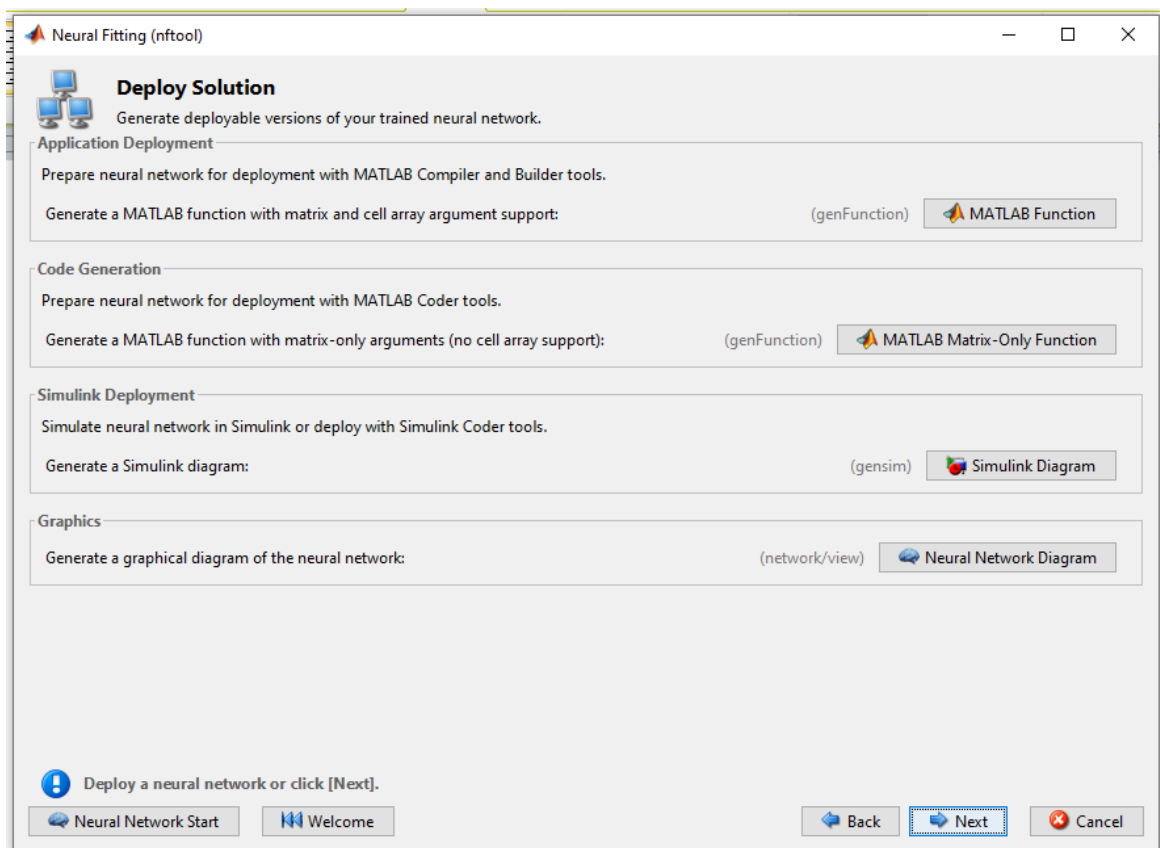 Neural Fitting (nftool)
Deploy Solution
Generate deployable versions of your trained neural network.
Application Deployment
Prepare neural network for deployment with MATLAB Compiler and Builder tools.
Generate a MATLAB function with matrix and cell array argument support: (genFunction) MATLAB Function
Code Generation
Prepare neural network for deployment with MATLAB Coder tools.
Generate a MATLAB function with matrix-only arguments (no cell array support): (genFunction) MATLAB Matrix-Only Function
Simulink Deployment
Simulate neural network in Simulink or deploy with Simulink Coder tools.
Generate a Simulink diagram: (gensim) Simulink Diagram
Graphics
Generate a graphical diagram of the neural network: (network/view) Neural Network Diagram
Deploy a neural network or click [Next].
Neural Network Start Welcome Back Next Cancel